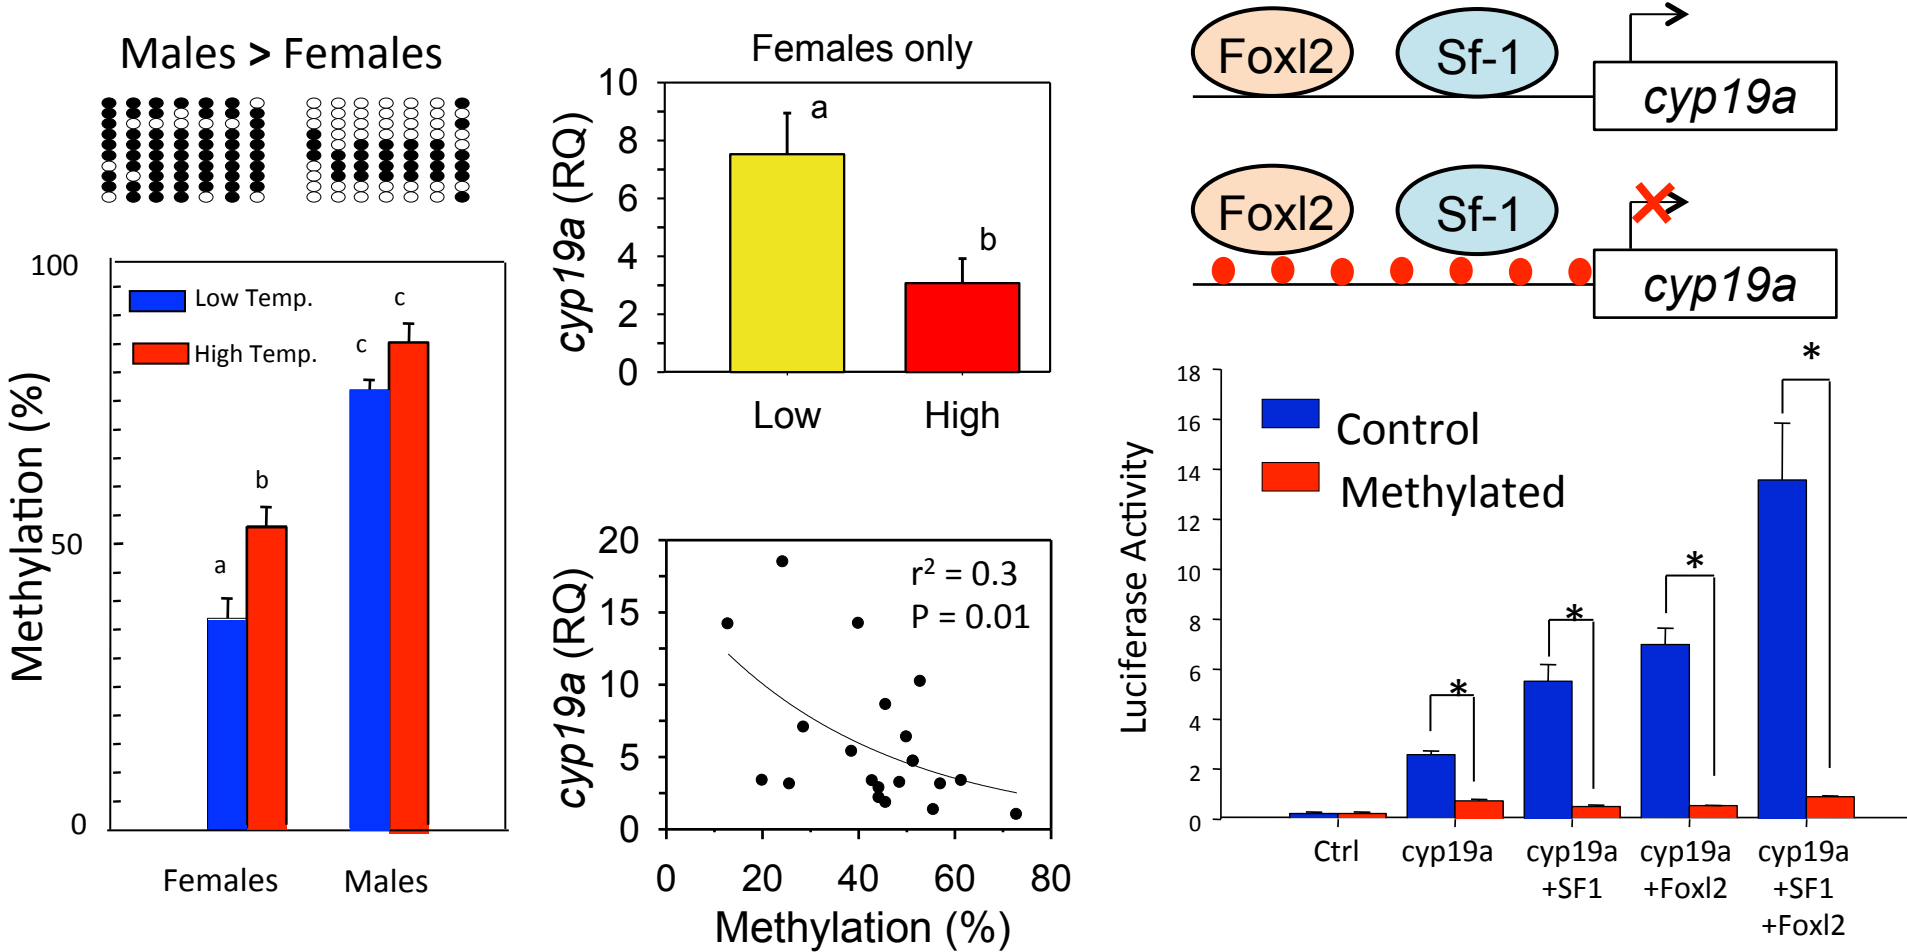 Males > Females
100
50
0
Methylation (%)
Low Temp.
High Temp.
a
b
c
c
Females
Males
Females only
10
8
6
4
2
0
cyp19a (RQ)
a
b
Low
High
20
15
10
5
0
cyp19a (RQ)
r² = 0.3
P = 0.01
0
20
40
60
80
Methylation (%)
Foxl2
Sf-1
cyp19a
Foxl2
Sf-1
cyp19a
18
16
14
12
10
8
6
4
2
0
Luciferase Activity
Control
Methylated
*
*
*
*
Ctrl
cyp19a
cyp19a
+SF1
cyp19a
+Foxl2
cyp19a
+SF1
+Foxl2